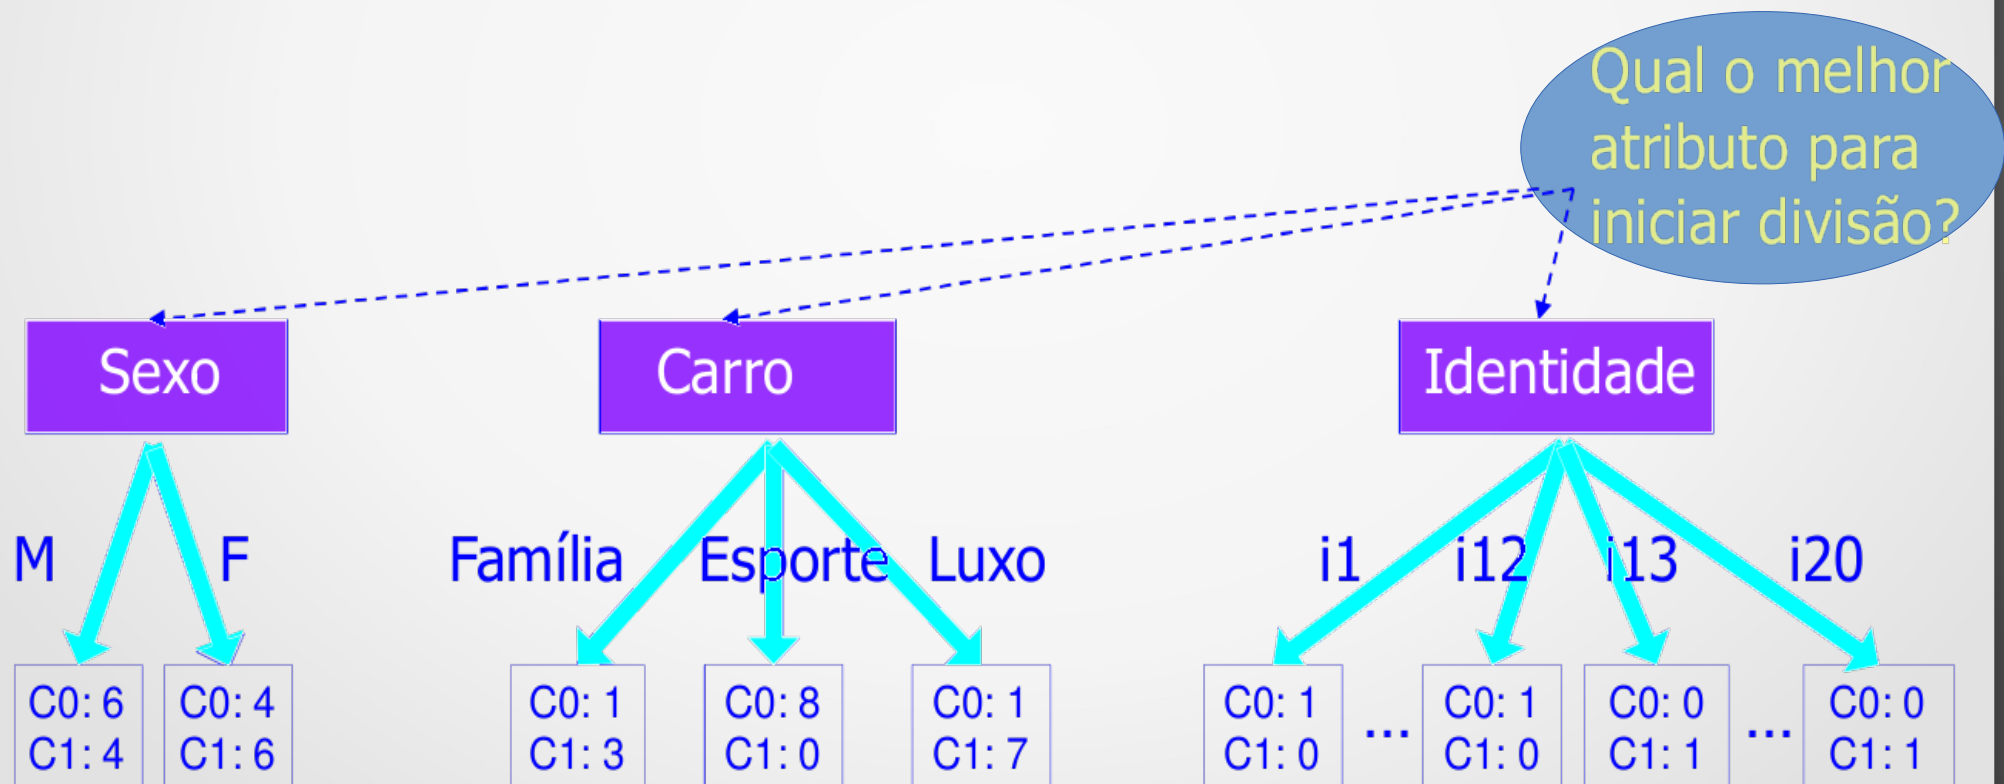 Qual o melhor
atributo para
iniciar divisão?
Sexo
Carro
Identidade
M
F
Família
Esporte
Luxo
i1
i12
i13
i20
C0: 6
C1: 4
C0: 4
C1: 6
C0: 1
C1: 3
C0: 8
C1: 0
C0: 1
C1: 7
C0: 1
C1: 0
...
C0: 1
C1: 0
C0: 0
C1: 1
...
C0: 0
C1: 1